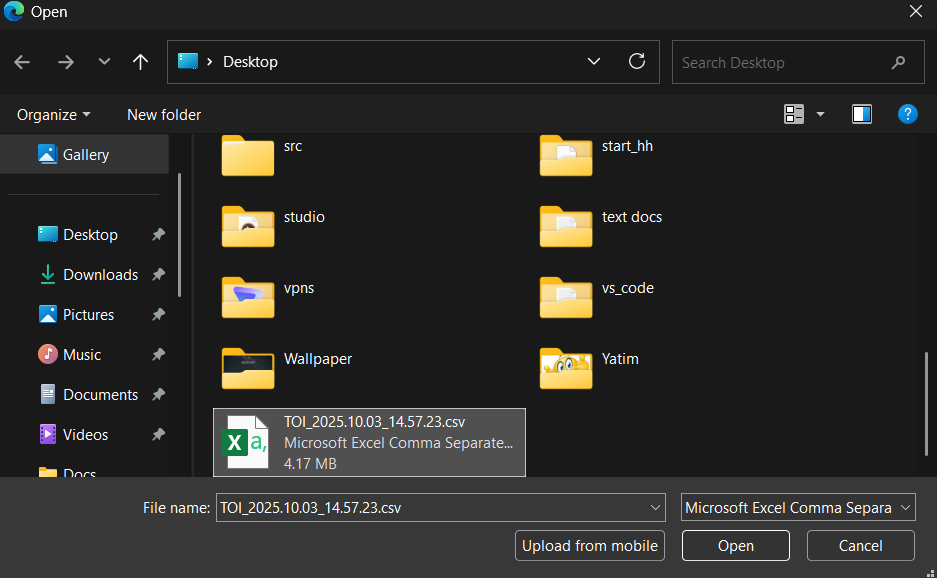 Open
Desktop
Search Desktop
Organize
New folder
?
Gallery
Desktop
Downloads
Pictures
Music
Documents
Videos
Docs
src
start_hh
studio
text docs
vpns
vs_code
Wallpaper
Yatim
X a,
TOI_2025.10.03_14.57.23.csv
Microsoft Excel Comma Separate...
4.17 MB
File name:
TOI_2025.10.03_14.57.23.csv
Microsoft Excel Comma Separa
Upload from mobile
Open
Cancel